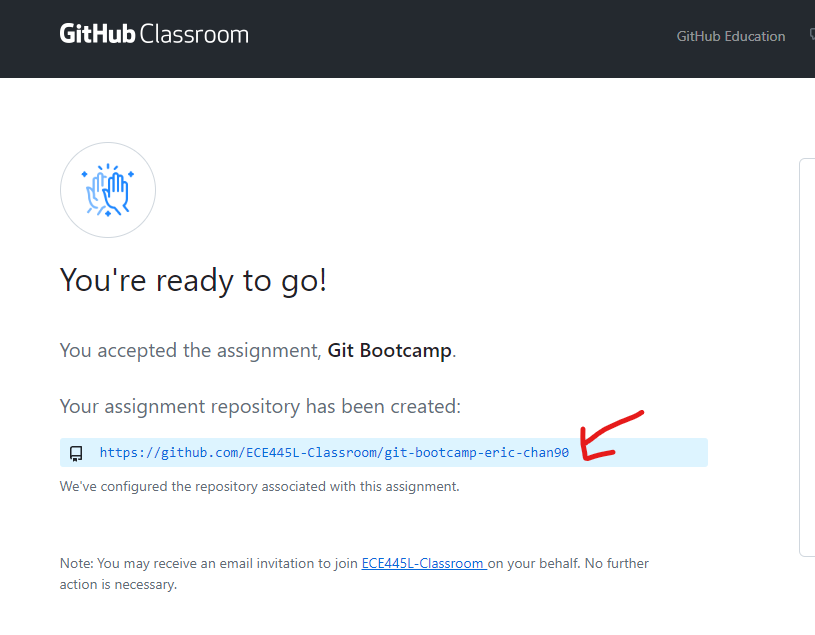 GitHub Classroom
GitHub Education
You're ready to go!
You accepted the assignment, Git Bootcamp.
Your assignment repository has been created:
https://github.com/ECE445L-Classroom/git-bootcamp-eric-chan90
We've configured the repository associated with this assignment.
Note: You may receive an email invitation to join ECE445L-Classroom on your behalf. No further
action is necessary.